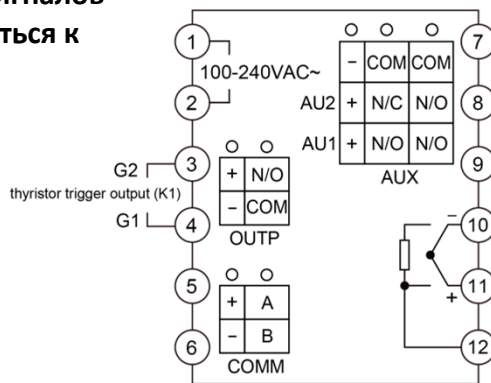 ться к
1
100-240VAC~
2
G2
3
thyristor trigger output (K1)
G1
4
+ N/O
- COM
OUTP
5
+ A
- B
6
COMM
7
- COM COM
AU2 + N/C N/O
8
AU1 + N/O N/O
AUX
9
10
-
11
+
12